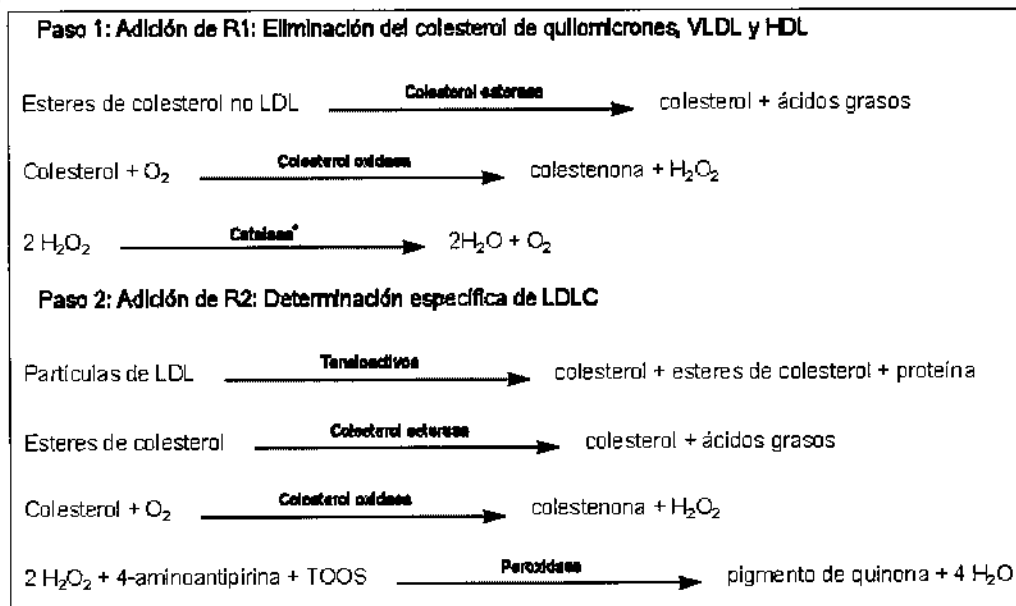 Paso 1: Adición de R1: Eliminación del colesterol de quilomicrones, VLDL y HDL
Esteres de colesterol no LDL Colesterol esterasa colesterol + ácidos grasos
Colesterol + O₂ Colesterol oxidasa colestenona + H₂O₂
2 H₂O₂ Catalasa* 2H₂O + O₂
Paso 2: Adición de R2: Determinación específica de LDLC
Partículas de LDL Tensioactivos colesterol + esteres de colesterol + proteína
Esteres de colesterol Colesterol esterasa colesterol + ácidos grasos
Colesterol + O₂ Colesterol oxidasa colestenona + H₂O₂
2 H₂O₂ + 4-aminoantipirina + TOOS Peroxidasa pigmento de quinona + 4 H₂O